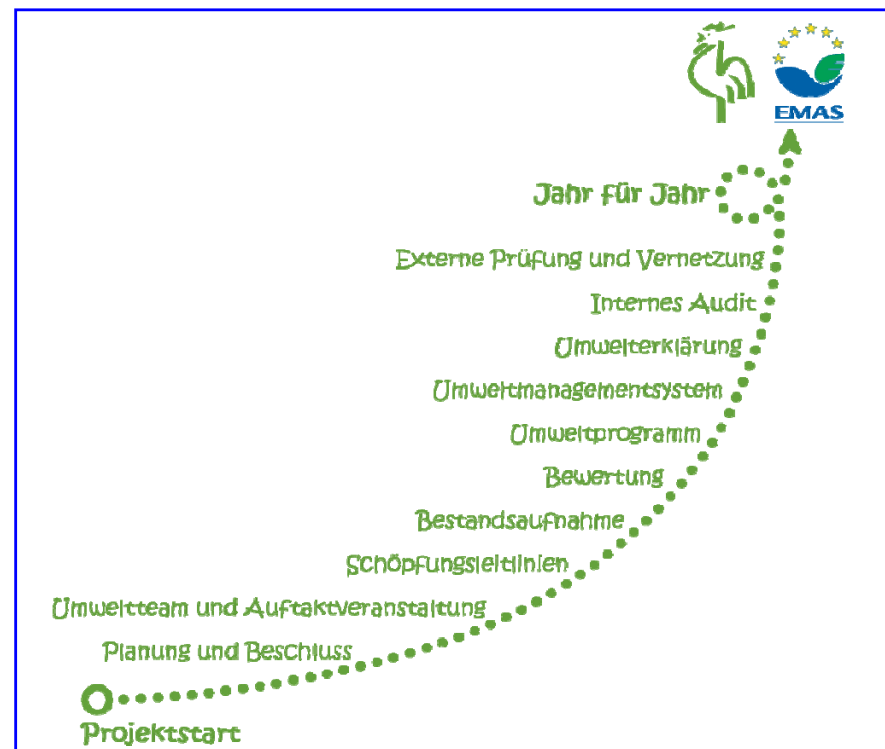 EMAS
Jahr für Jahr
Externe Prüfung und Vernetzung
Internes Audit
Umwelterklärung
Umweltmanagementsystem
Umweltprogramm
Bewertung
Bestandsaufnahme
Schöpfungsleitlinien
Umweltteam und Auftaktveranstaltung
Planung und Beschluss
Projektstart